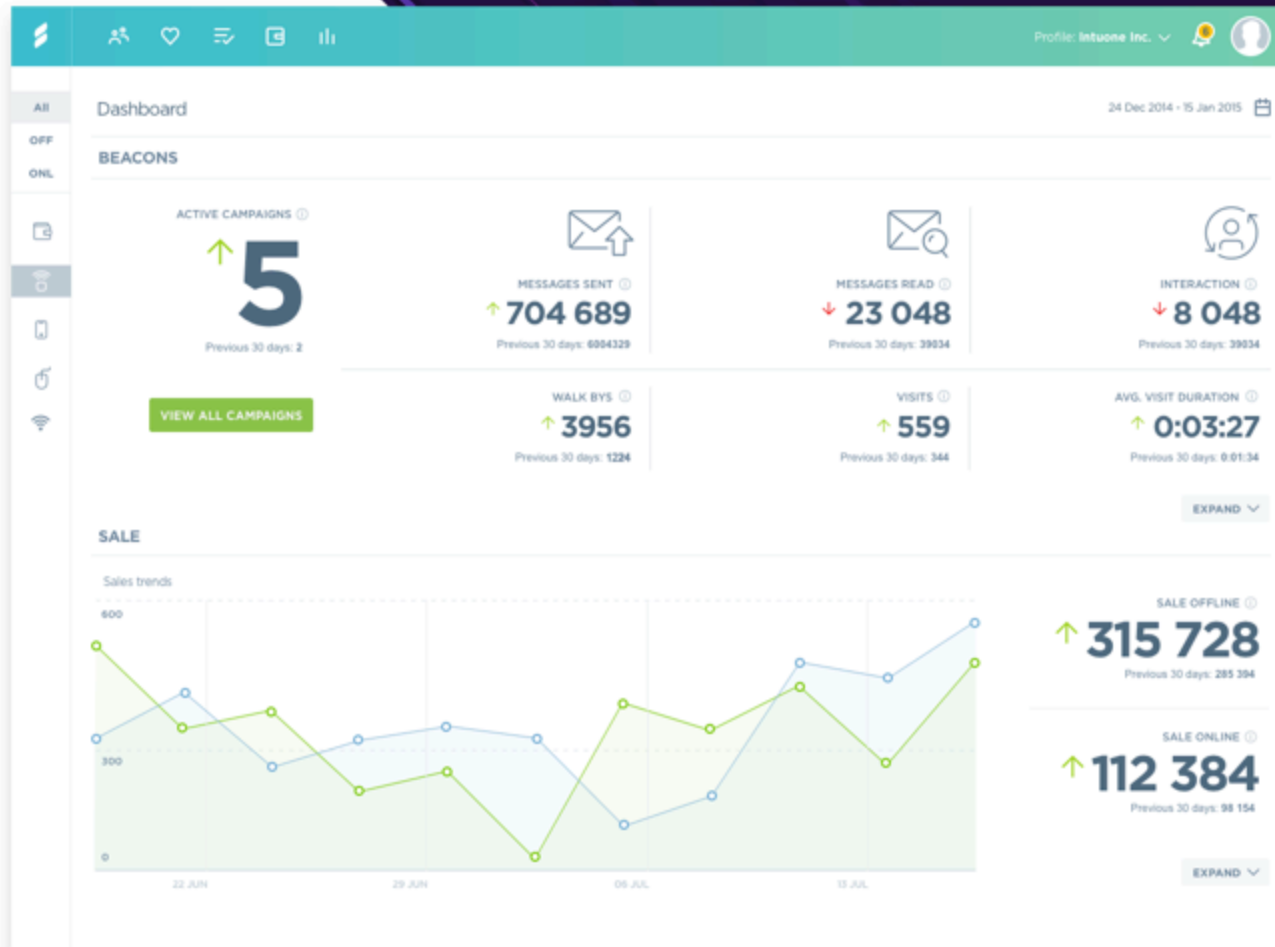 Profile: Intuone Inc.
6
All
OFF
ONL
Dashboard
24 Dec 2014 - 15 Jan 2015
BEACONS
ACTIVE CAMPAIGNS
5
Previous 30 days: 2
VIEW ALL CAMPAIGNS
MESSAGES SENT
704 689
Previous 30 days: 6004329
MESSAGES READ
23 048
Previous 30 days: 39034
INTERACTION
8 048
Previous 30 days: 39034
WALK BYS
3956
Previous 30 days: 1224
VISITS
559
Previous 30 days: 344
AVG. VISIT DURATION
0:03:27
Previous 30 days: 0:01:34
EXPAND
SALE
Sales trends
600
300
0
22 JUN
29 JUN
06 JUL
13 JUL
SALE OFFLINE
315 728
Previous 30 days: 285 394
SALE ONLINE
112 384
Previous 30 days: 98 154
EXPAND